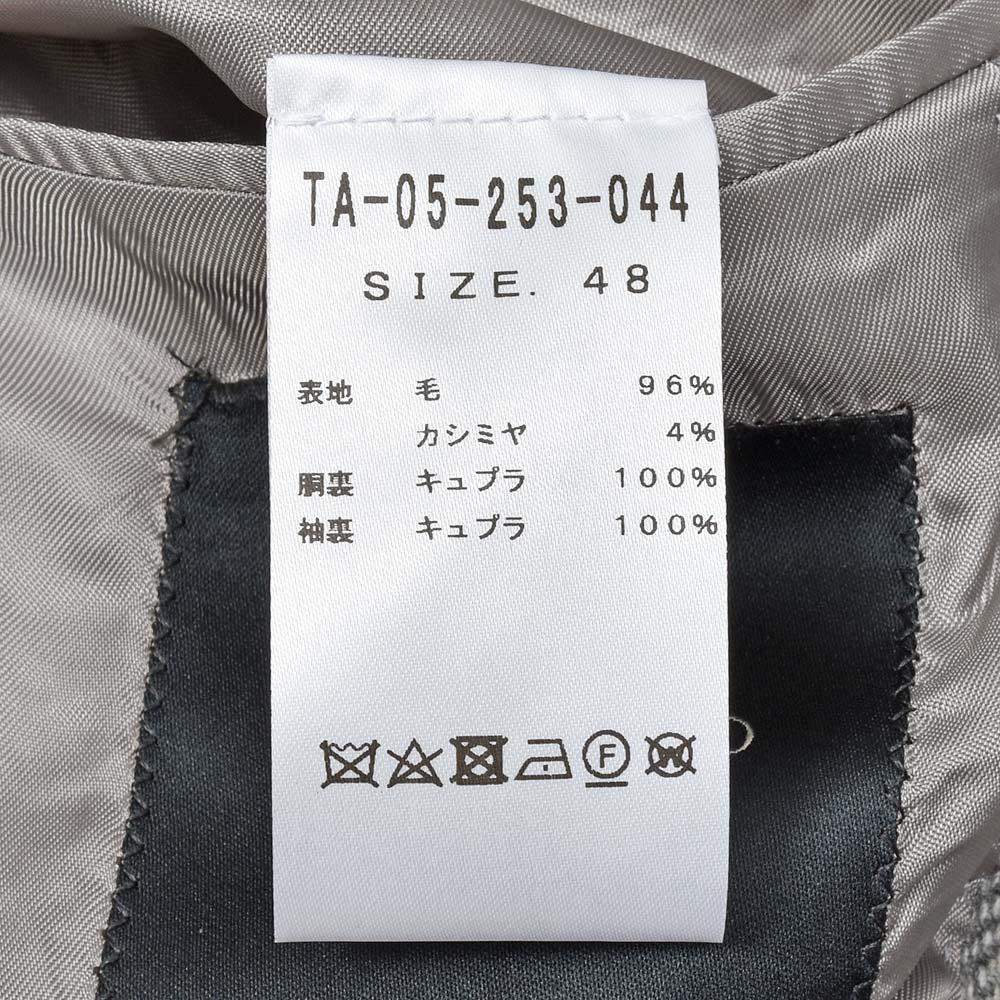 TA-05-253-044
SIZE. 48
表地 毛 96%
カシミヤ 4%
胴裏 キュプラ 100%
袖裏 キュプラ 100%
F W